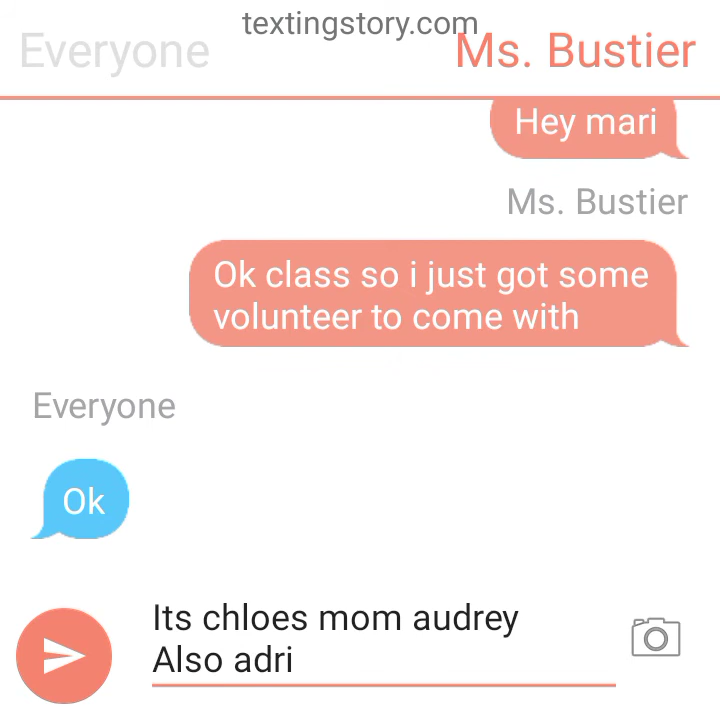 textingstory.com
Everyone
Ms. Bustier
Hey mari
Ms. Bustier
Ok class so i just got some
volunteer to come with
Everyone
Ok
Its chloes mom audrey
Also adri